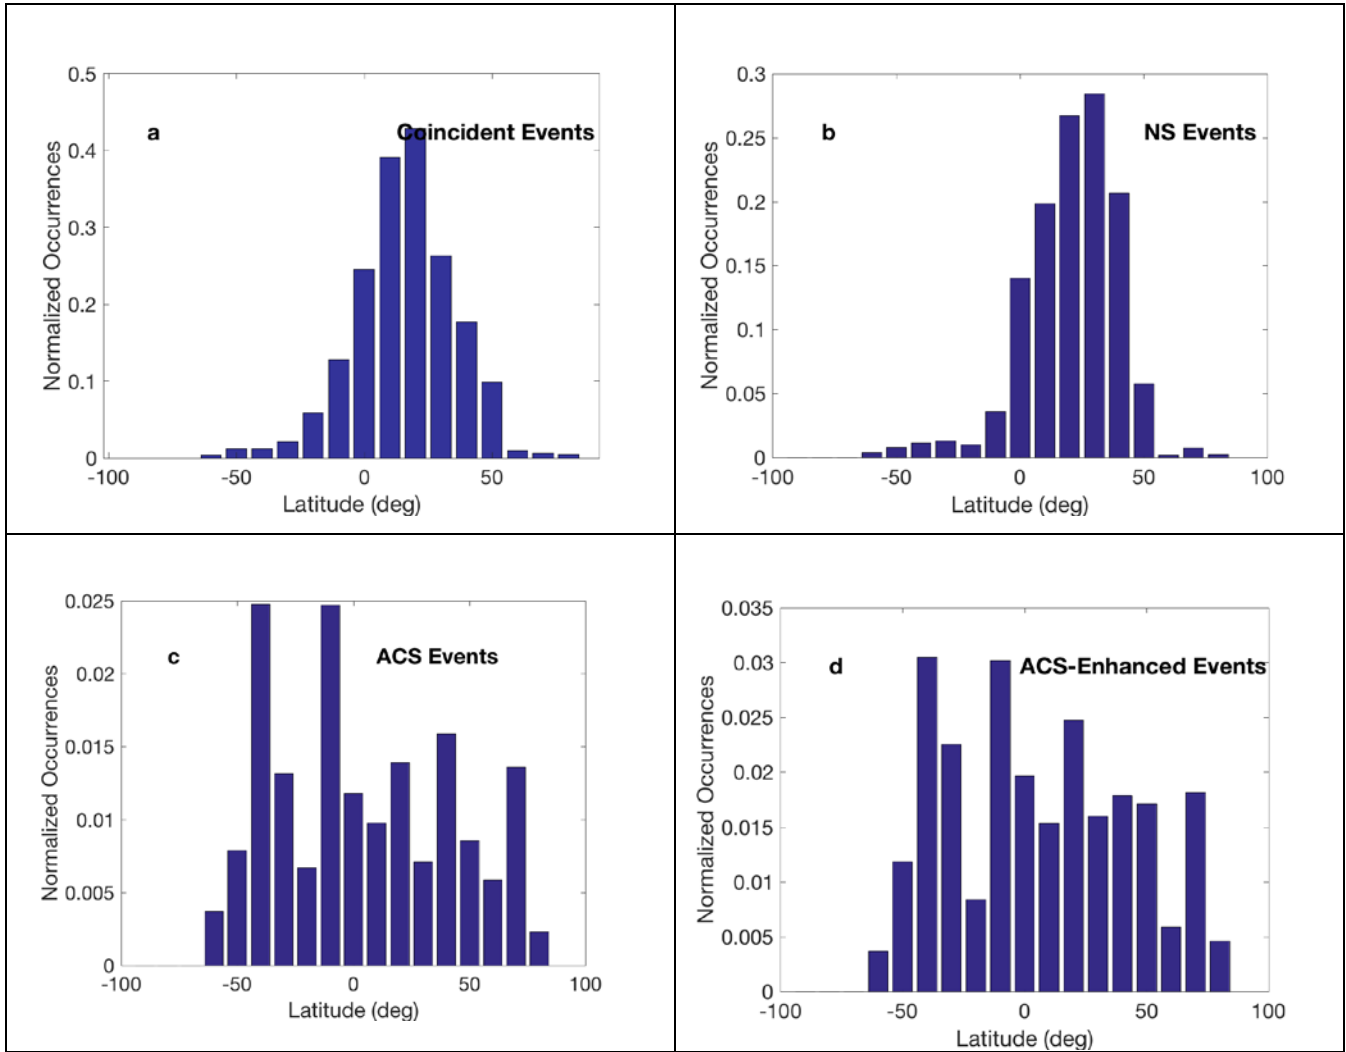 a
Coincident Events
0.5
0.4
0.3
0.2
0.1
0
-100
-50
0
50
Normalized Occurrences
Latitude (deg)
b
NS Events
0.3
0.25
0.2
0.15
0.1
0.05
0
-100
-50
0
50
100
Normalized Occurrences
Latitude (deg)
c
ACS Events
0.025
0.02
0.015
0.01
0.005
0
-100
-50
0
50
100
Normalized Occurrences
Latitude (deg)
d
ACS-Enhanced Events
0.035
0.03
0.025
0.02
0.015
0.01
0.005
0
-100
-50
0
50
100
Normalized Occurrences
Latitude (deg)